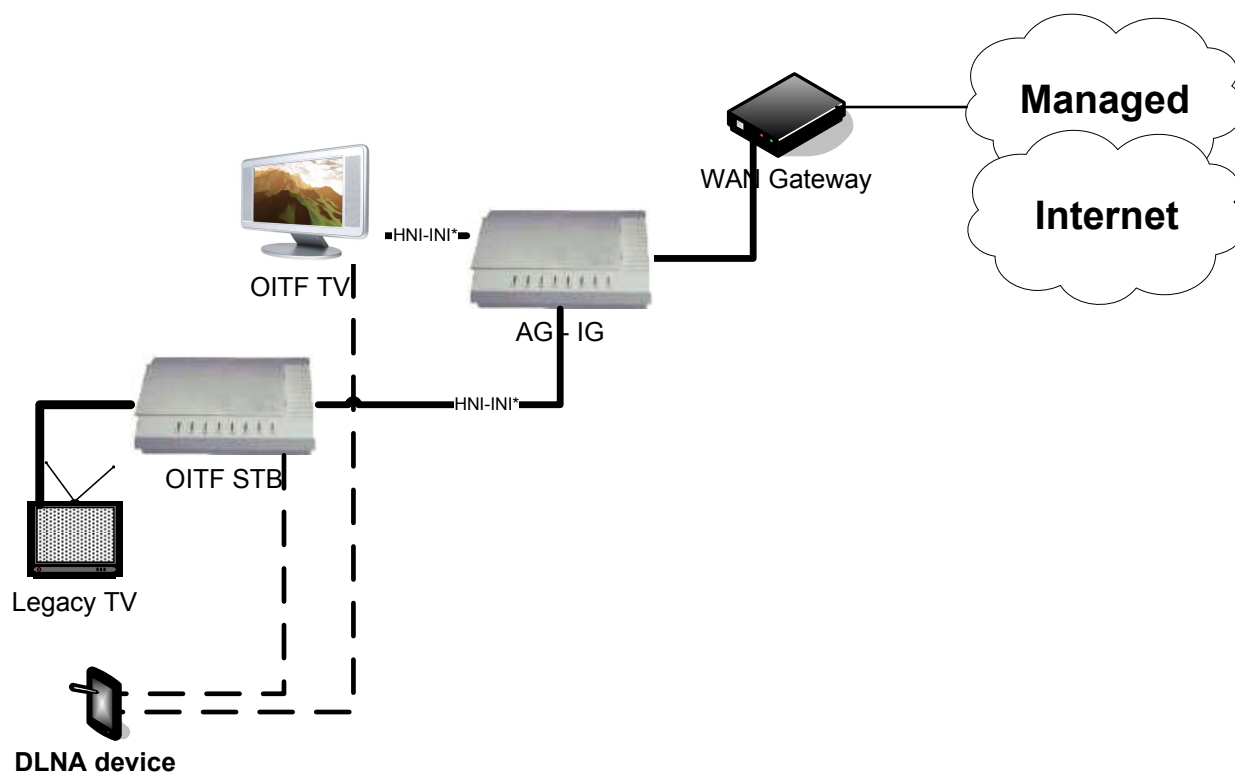 Managed
Internet
WAN Gateway
HNI-INI*
OITF TV
AG - IG
HNI-INI*
OITF STB
Legacy TV
DLNA device